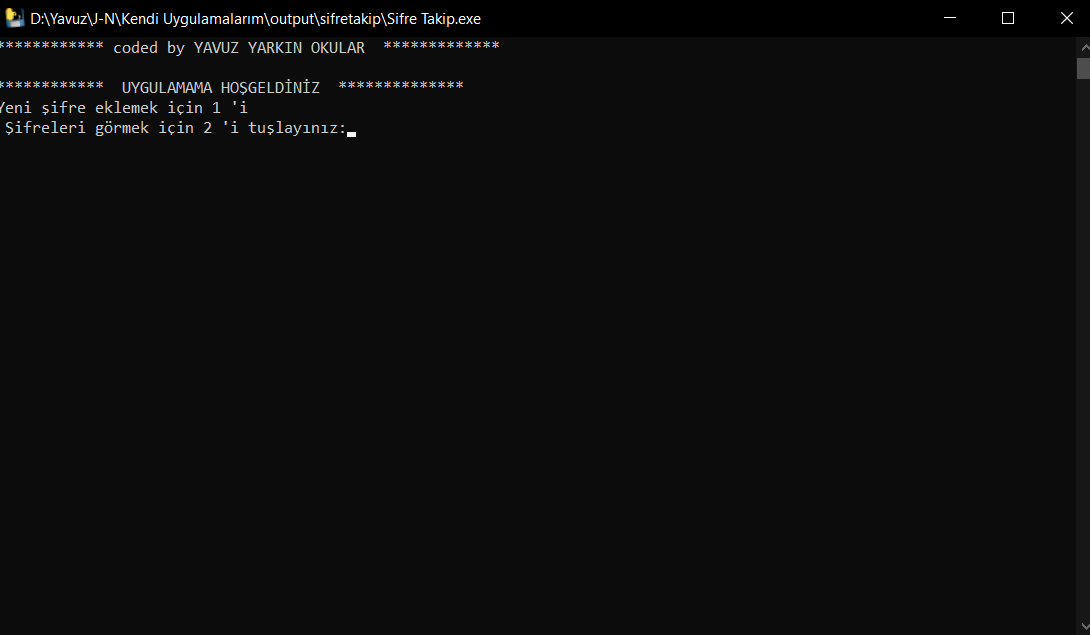 D:\Yavuz\J-N\Kendi Uygulamalarım\output\sifretakip\Sifre Takip.exe
************ coded by YAVUZ YARKIN OKULAR  *************
************  UYGULAMAMA HOŞGELDİNİZ  **************
Yeni şifre eklemek için 1 'i
Şifreleri görmek için 2 'i tuşlayınız: